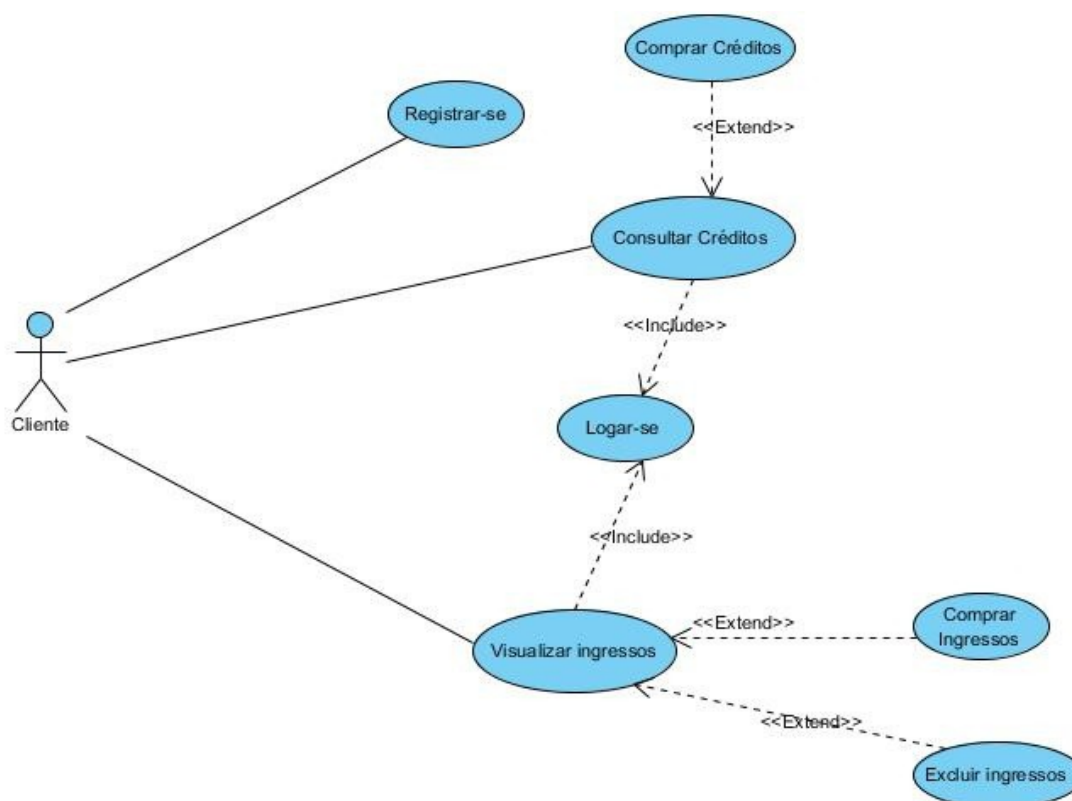 Comprar Créditos
Registrar-se
<<Extend>>
Consultar Créditos
<<Include>>
Cliente
Logar-se
<<Include>>
Comprar
Ingressos
<<Extend>>
Visualizar ingressos
<<Extend>>
Excluir ingressos